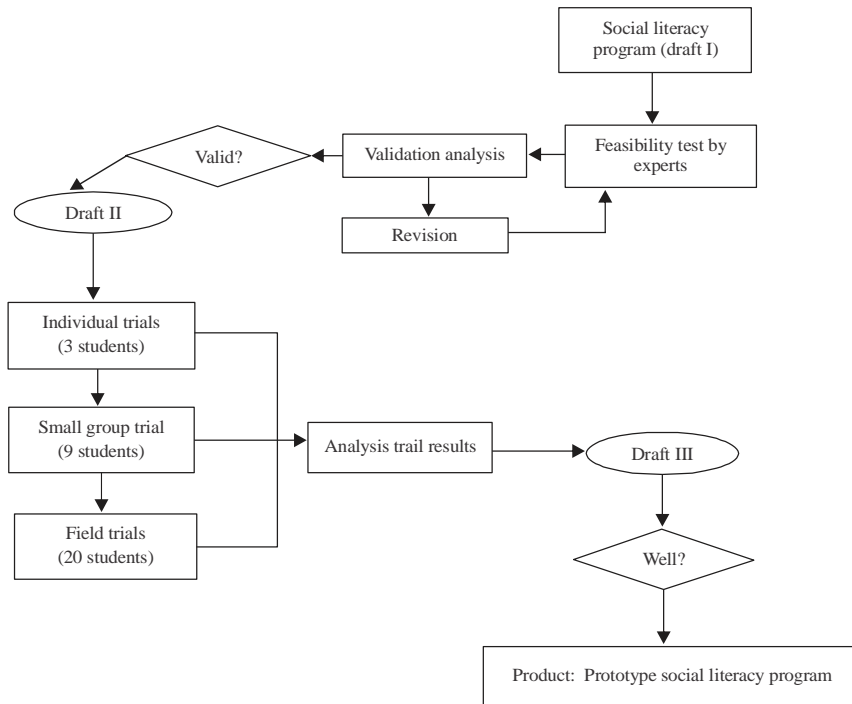 Social literacy
program (draft I)
Feasibility test by
experts
Validation analysis
Valid?
Revision
Draft II
Individual trials
(3 students)
Small group trial
(9 students)
Field trials
(20 students)
Analysis trail results
Draft III
Well?
Product: Prototype social literacy program